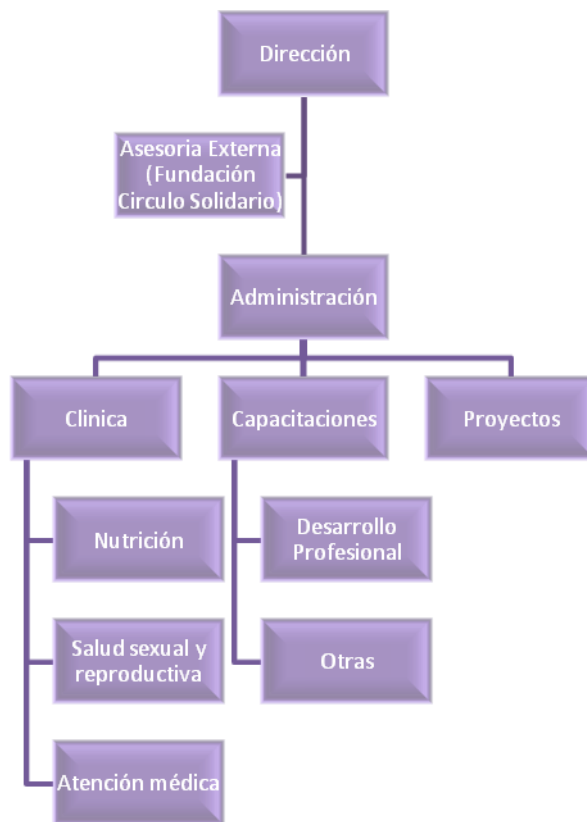 Dirección
Asesoria Externa
(Fundación
Circulo Solidario)
Administración
Clinica
Capacitaciones
Proyectos
Nutrición
Desarrollo
Profesional
Salud sexual y
reproductiva
Otras
Atención médica